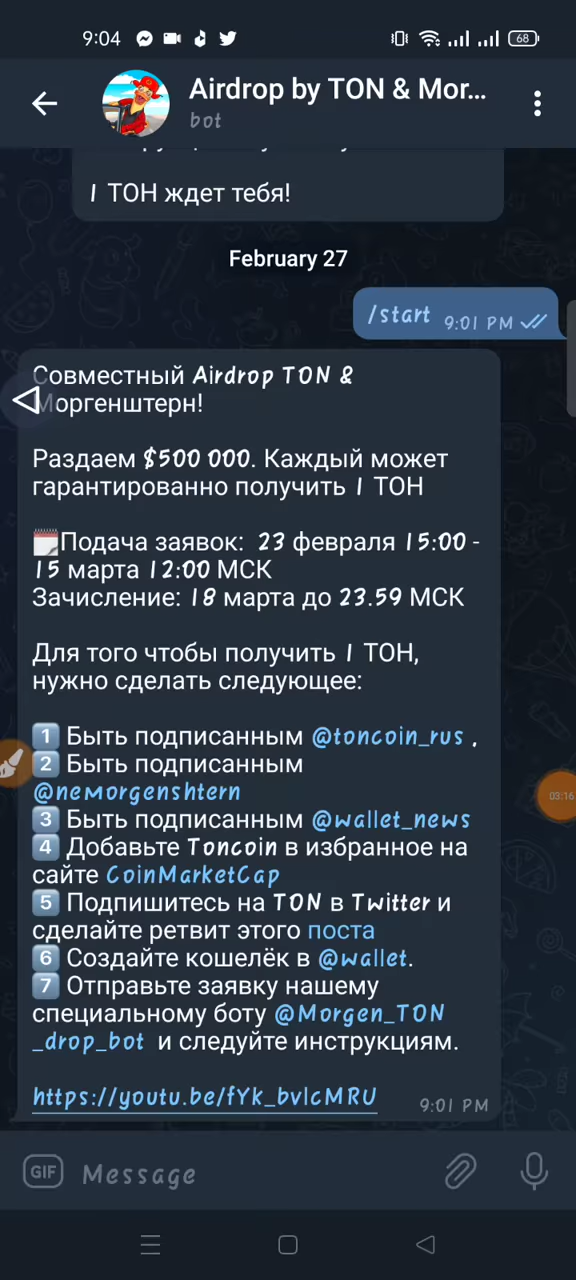 9:04
68
Airdrop by TON & Mor...
bot
1 ТОН ждет тебя!
February 27
/start 9:01 PM
Совместный Airdrop TON &
Моргенштерн!
Раздаем $500 000. Каждый может
гарантированно получить 1 ТОН
Подача заявок: 23 февраля 15:00 -
15 марта 12:00 МСК
Зачисление: 18 марта до 23.59 МСК
Для того чтобы получить 1 ТОН,
нужно сделать следующее:
1 Быть подписанным @toncoin_rus ,
2 Быть подписанным
@nemorgenshtern
3 Быть подписанным @wallet_news
4 Добавьте Toncoin в избранное на
сайте CoinMarketCap
5 Подпишитесь на TON в Twitter и
сделайте ретвит этого поста
6 Создайте кошелёк в @wallet.
7 Отправьте заявку нашему
специальному боту @Morgen_TON
_drop_bot и следуйте инструкциям.
https://youtu.be/fYk_bvlcMRU
9:01 PM
03:16
GIF Message